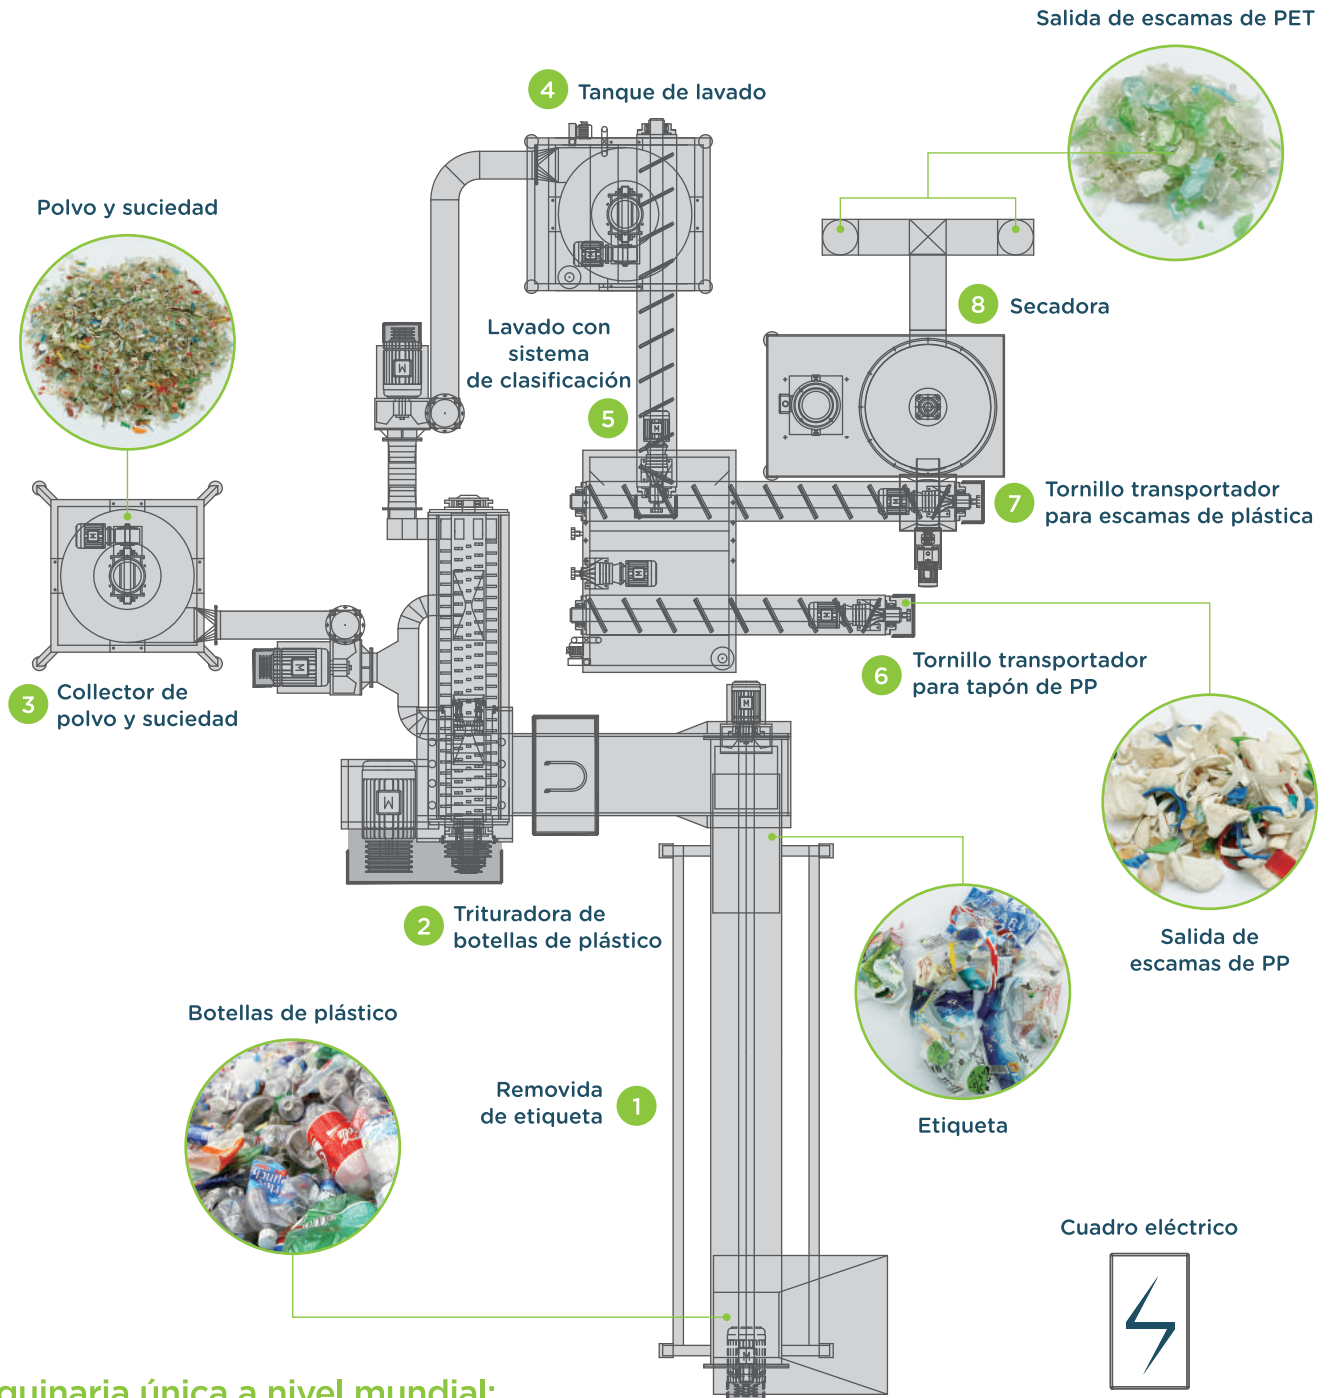 Salida de escamas de PET
4 Tanque de lavado
Polvo y suciedad
8 Secadora
Lavado con
sistema
de clasificación
5
7 Tornillo transportador
para escamas de plástica
6 Tornillo transportador
para tapón de PP
3 Collector de
polvo y suciedad
2 Trituradora de
botellas de plástico
Salida de
escamas de PP
Botellas de plástico
Removida
de etiqueta
1
Etiqueta
Cuadro eléctrico
única a nivel mundial: